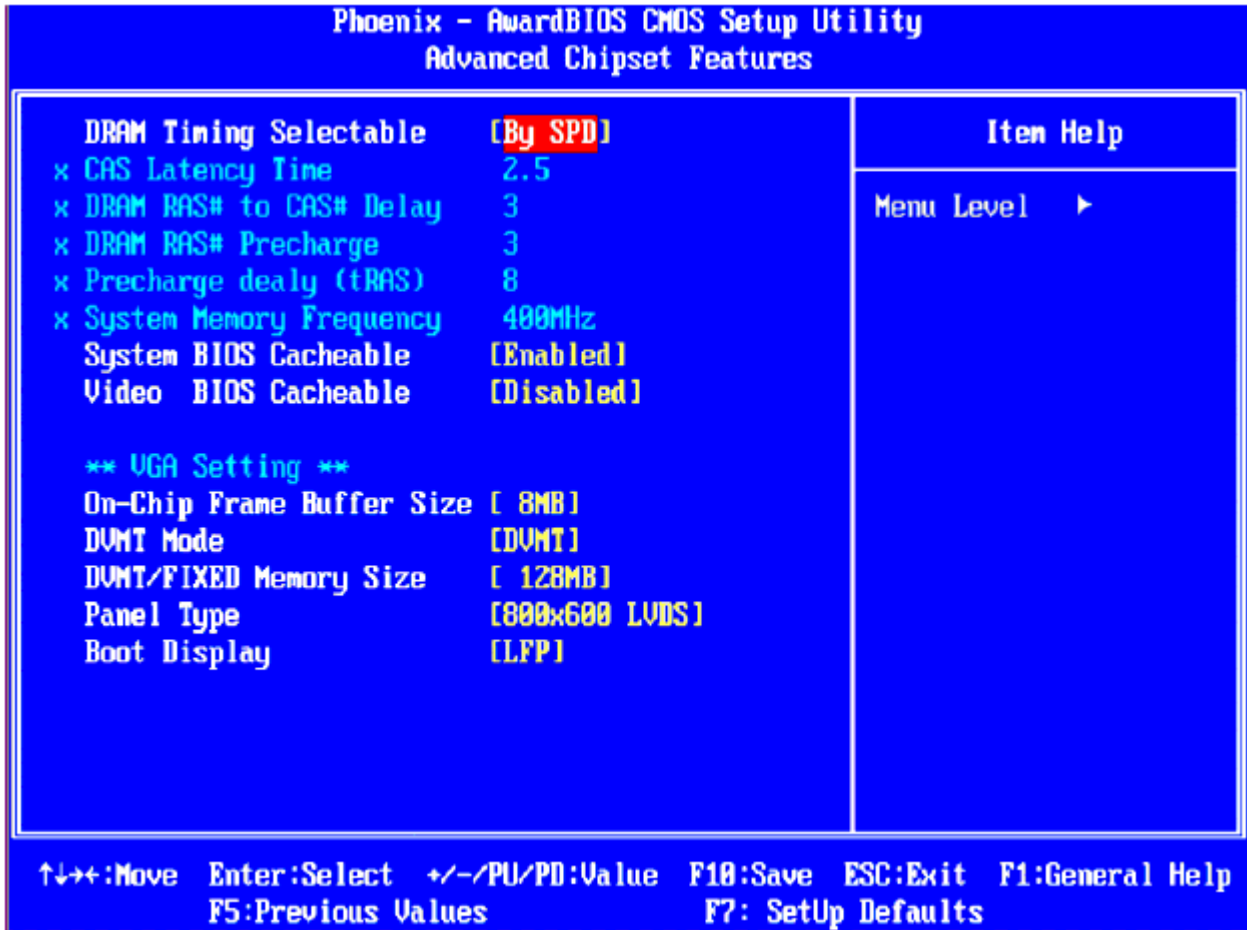 Phoenix - AwardBIOS CMOS Setup Utility
Advanced Chipset Features
DRAM Timing Selectable [By SPD]
x CAS Latency Time 2.5
x DRAM RAS# to CAS# Delay 3
x DRAM RAS# Precharge 3
x Precharge dealy (tRAS) 8
x System Memory Frequency 400MHz
System BIOS Cacheable [Enabled]
Video BIOS Cacheable [Disabled]
** VGA Setting **
On-Chip Frame Buffer Size [ 8MB]
DVMT Mode [DVMT]
DVMT/FIXED Memory Size [ 128MB]
Panel Type [800x600 LVDS]
Boot Display [LFP]
Item Help
Menu Level ►
↑↓→←:Move Enter:Select +/-/PU/PD:Value F10:Save ESC:Exit F1:General Help
F5:Previous Values F7: SetUp Defaults